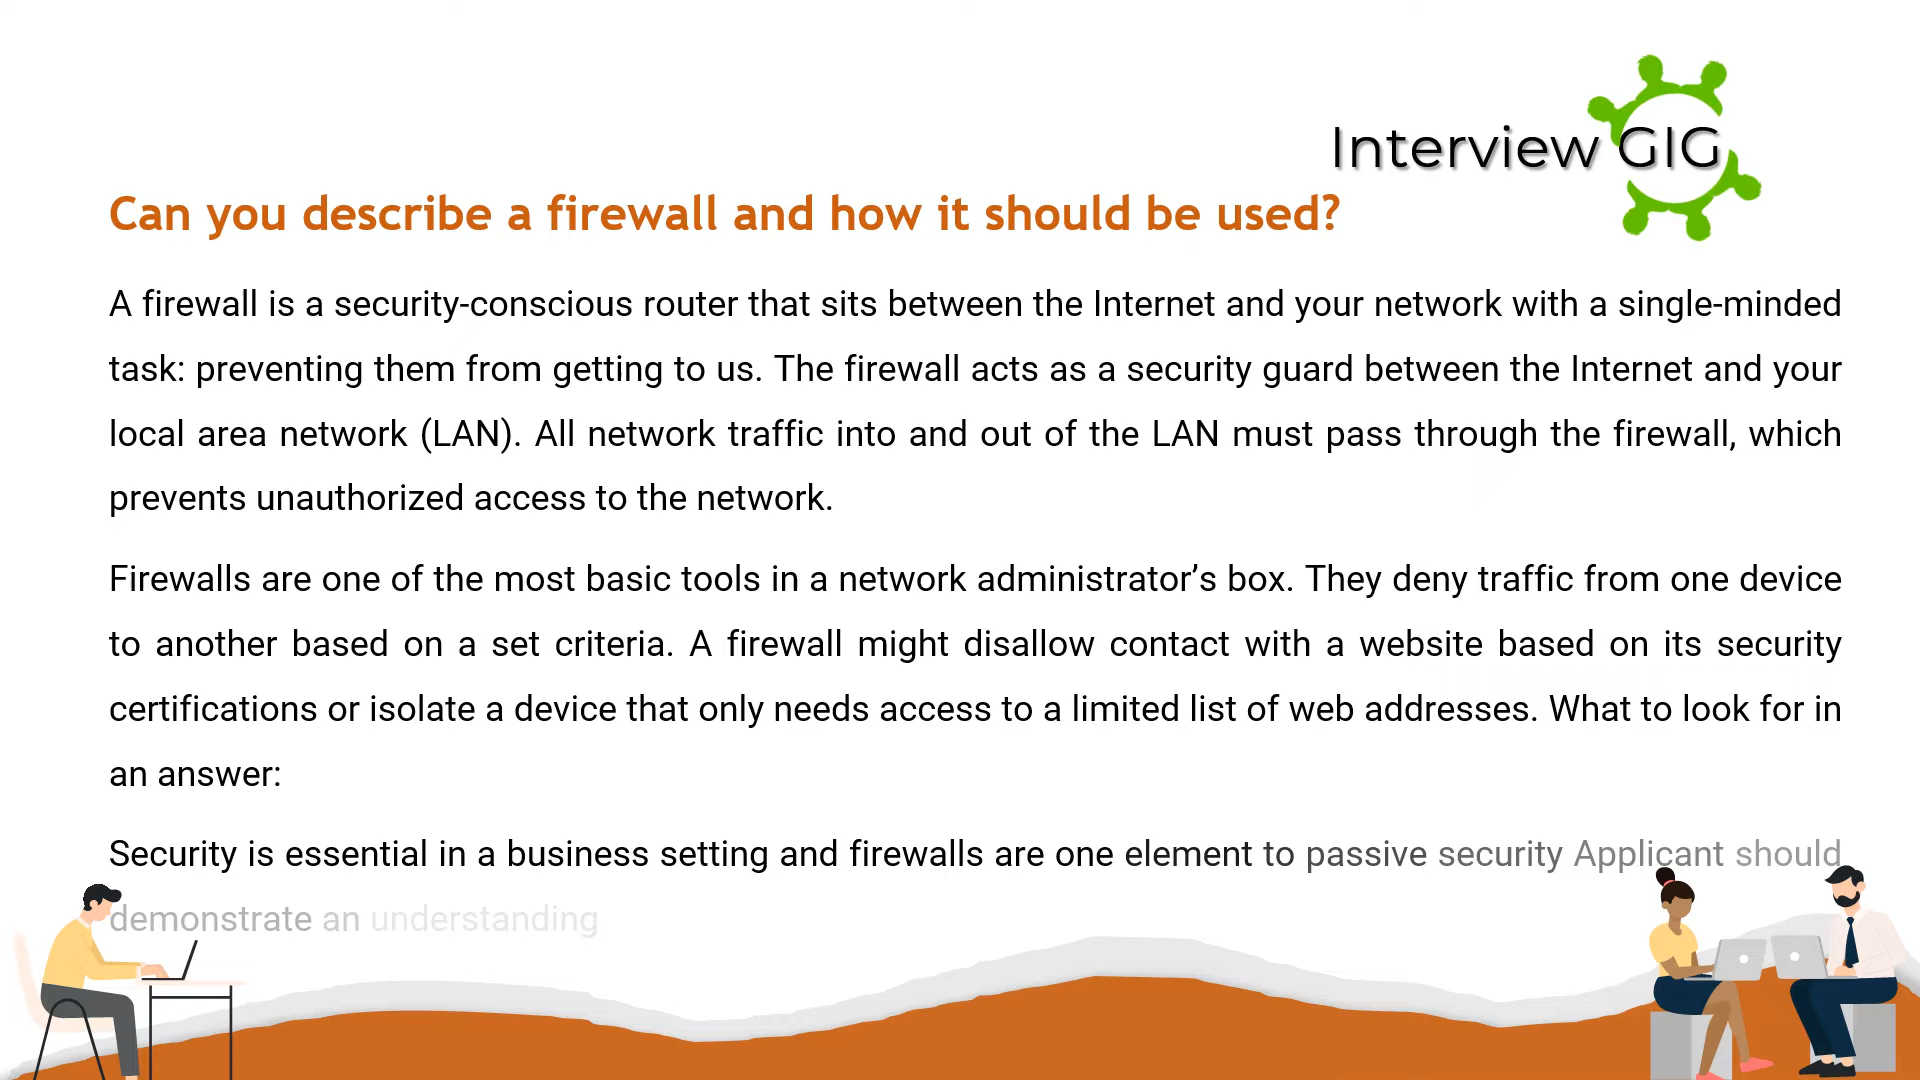 Interview GIG
Can you describe a firewall and how it should be used?
A firewall is a security-conscious router that sits between the Internet and your network with a single-minded
task: preventing them from getting to us. The firewall acts as a security guard between the Internet and your
local area network (LAN). All network traffic into and out of the LAN must pass through the firewall, which
prevents unauthorized access to the network.
Firewalls are one of the most basic tools in a network administrator’s box. They deny traffic from one device
to another based on a set criteria. A firewall might disallow contact with a website based on its security
certifications or isolate a device that only needs access to a limited list of web addresses. What to look for in
an answer:
Security is essential in a business setting and firewalls are one element to passive security Applicant should
demonstrate an understanding